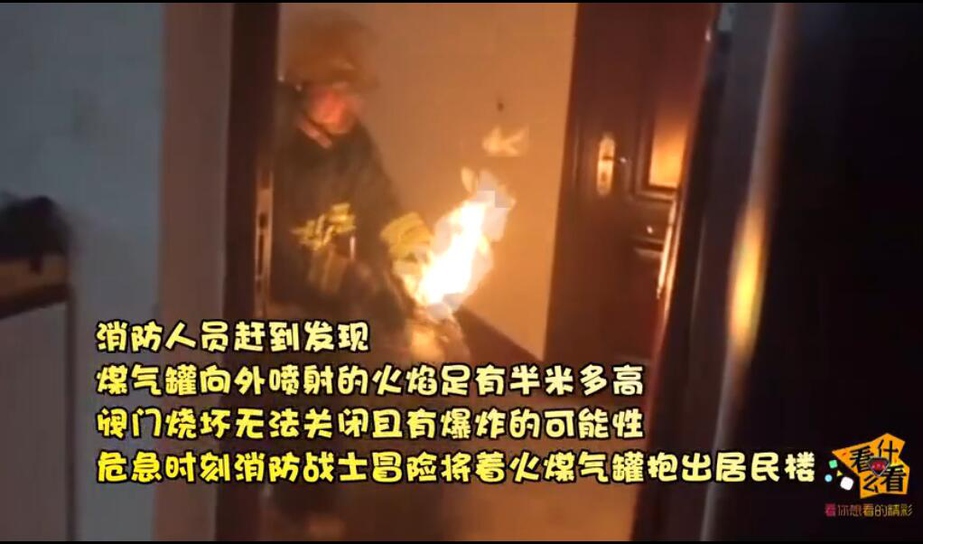 消防人员赶到发现
煤气罐向外喷射的火焰足有半米多高
阀门烧坏无法关闭且有爆炸的可能性
危急时刻消防战士冒险将着火煤气罐抱出居民楼
看什么看
看你想看的精彩